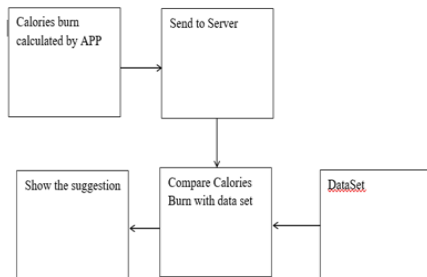 Calories burn
calculated by APP
Send to Server
Show the suggestion
Compare Calories
Burn with data set
DataSet